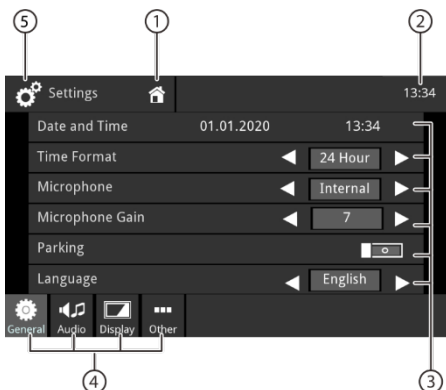 5 1 2
Settings 13:34
Date and Time 01.01.2020 13:34
Time Format 24 Hour
Microphone Internal
Microphone Gain 7
Parking
Language English
General Audio Display Other
4 3